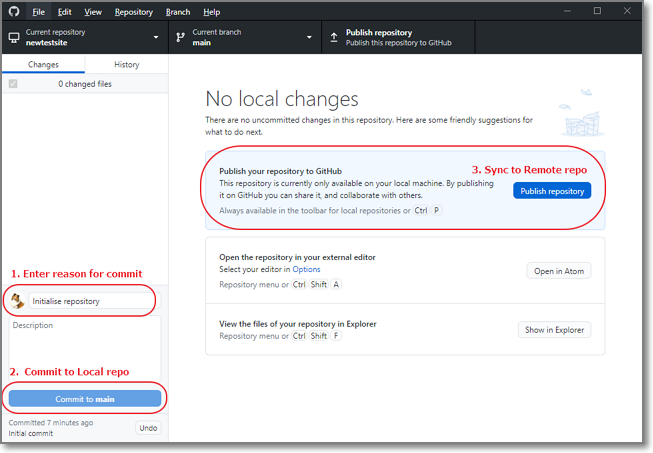 File Edit View Repository Branch Help
Current repository
newtestsite
Current branch
main
Publish repository
Publish this repository to GitHub
Changes
History
0 changed files
No local changes
There are no uncommitted changes in this repository. Here are some friendly suggestions for
what to do next.
Publish your repository to GitHub
3. Sync to Remote repo
This repository is currently only available on your local machine. By publishing
it on GitHub you can share it, and collaborate with others.
Publish repository
Always available in the toolbar for local repositories or Ctrl P
Open the repository in your external editor
Select your editor in Options
Repository menu or Ctrl Shift A
Open in Atom
View the files of your repository in Explorer
Repository menu or Ctrl Shift F
Show in Explorer
1. Enter reason for commit
Initialise repository
Description
2. Commit to Local repo
Commit to main
Committed 7 minutes ago
Initial commit
Undo